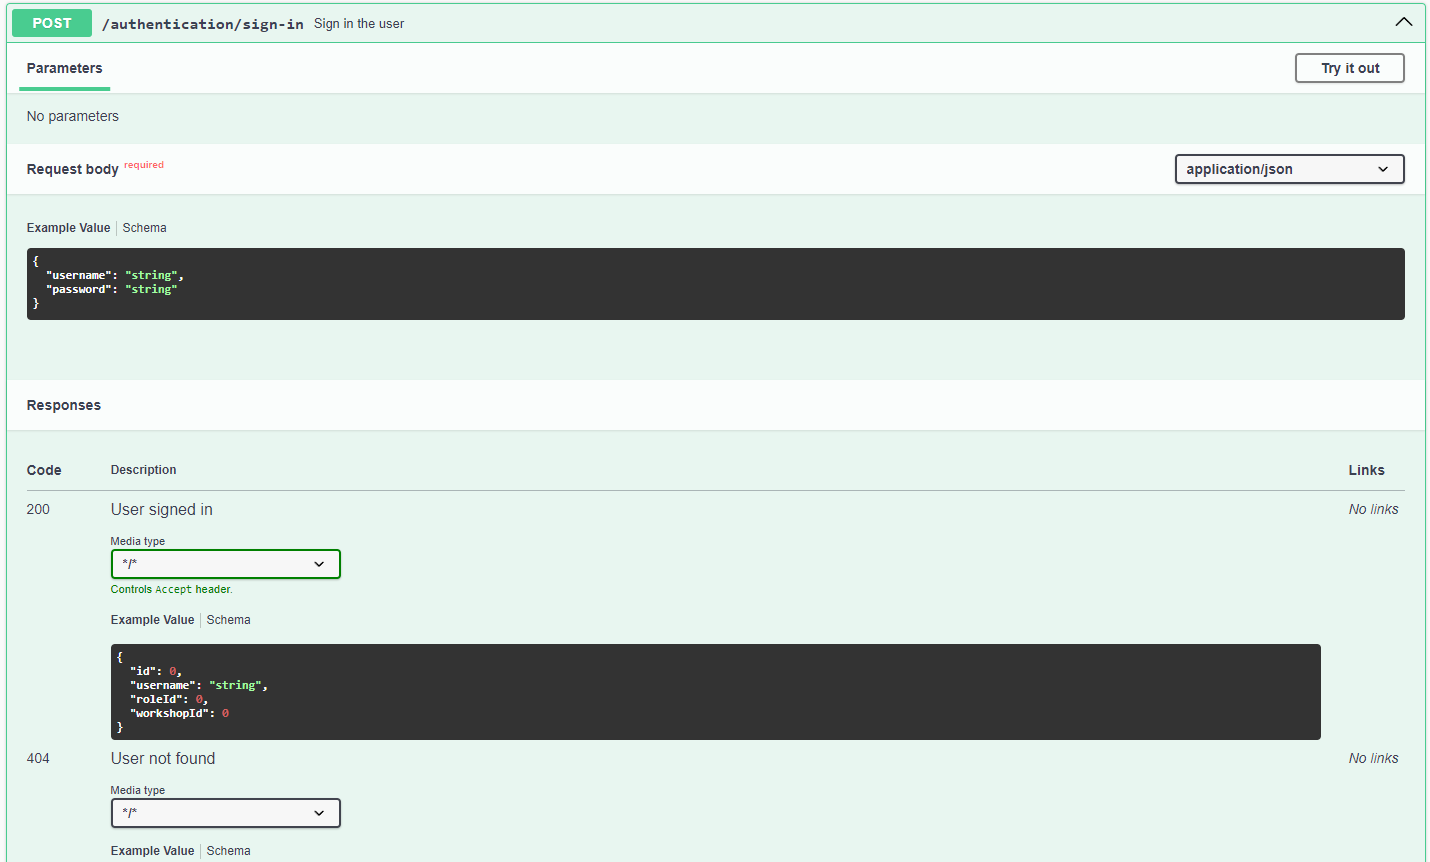 POST /authentication/sign-in Sign in the user
Parameters
Try it out
No parameters
Request body required
application/json
Example Value Schema
{
  "username": "string",
  "password": "string"
}
Responses
Code Description Links
200 User signed in No links
Media type
*/*
Controls Accept header.
Example Value Schema
{
  "id": 0,
  "username": "string",
  "roleId": 0,
  "workshopId": 0
}
404 User not found No links
Media type
*/*
Example Value Schema